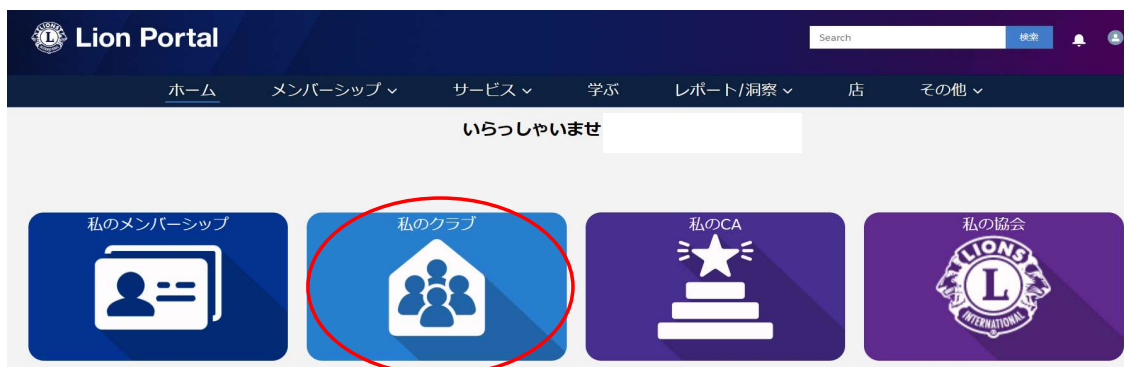 Lion Portal
Search
検索
ホーム メンバーシップ サービス 学ぶ レポート/洞察 店 その他
いらっしゃいませ
私のメンバーシップ 私のクラブ 私のCA 私の協会
LIONS
L
INTERNATIONAL